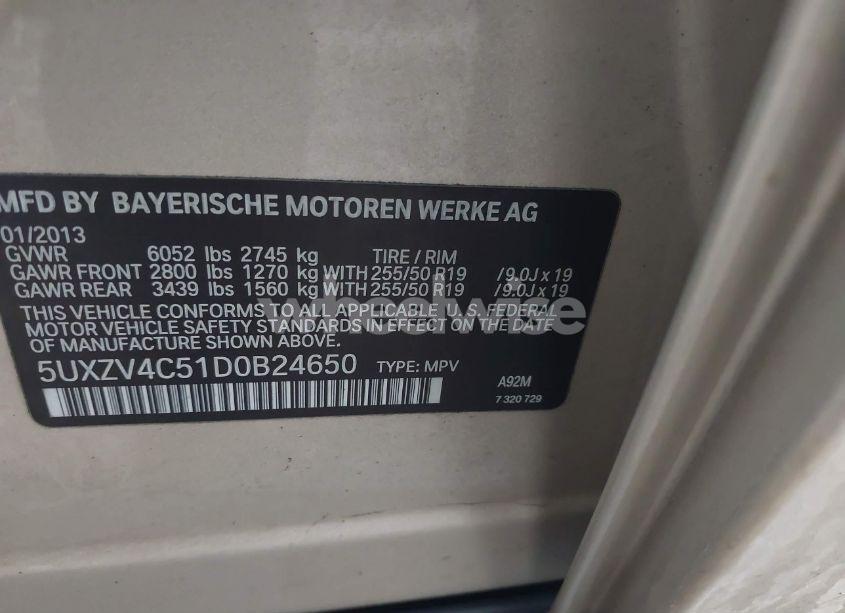 MFD BY BAYERISCHE MOTOREN WERKE AG
01/2013
GVWR 6052 lbs 2745 kg TIRE / RIM
GAWR FRONT 2800 lbs 1270 kg WITH 255/50 R19 /9.0J x 19
GAWR REAR 3439 lbs 1560 kg WITH 255/50 R19 /9.0J x 19
THIS VEHICLE CONFORMS TO ALL APPLICABLE U.S. FEDERAL
MOTOR VEHICLE SAFETY STANDARDS IN EFFECT ON THE DATE
OF MANUFACTURE SHOWN ABOVE.
5UXZV4C51D0B24650 TYPE: MPV
A92M
7 320 729
wheelwise